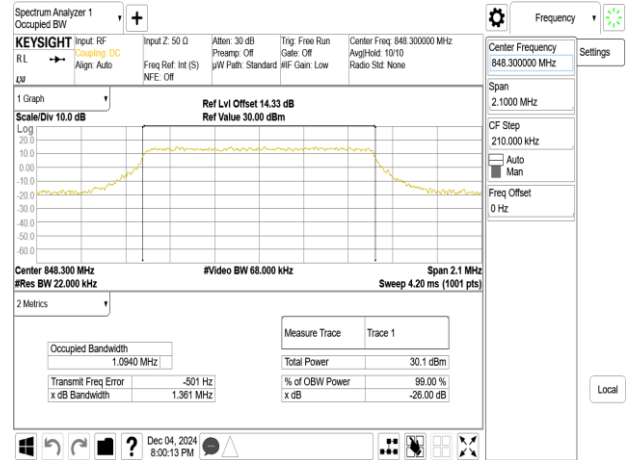 Spectrum Analyzer 1
Occupied BW
+
Frequency
KEYSIGHT
RL
LXI
Input: RF
Coupling: DC
Align: Auto
Input Z: 50 Ω
Freq Ref: Int (S)
NFE: Off
Atten: 30 dB
Preamp: Off
µW Path: Standard
Trig: Free Run
Gate: Off
#IF Gain: Low
Center Freq: 848.300000 MHz
Avg|Hold: 10/10
Radio Std: None
Center Frequency
848.300000 MHz
Settings
Span
2.1000 MHz
CF Step
210.000 kHz
Auto
Man
Freq Offset
0 Hz
Local
1 Graph
Scale/Div 10.0 dB
Ref Lvl Offset 14.33 dB
Ref Value 30.00 dBm
Log
20.0
10.0
0.00
-10.0
-20.0
-30.0
-40.0
-50.0
-60.0
Center 848.300 MHz
#Video BW 68.000 kHz
Span 2.1 MHz
#Res BW 22.000 kHz
Sweep 4.20 ms (1001 pts)
2 Metrics
Measure Trace Trace 1
Occupied Bandwidth
1.0940 MHz
Total Power 30.1 dBm
Transmit Freq Error -501 Hz
% of OBW Power 99.00 %
x dB Bandwidth 1.361 MHz
x dB -26.00 dB
?
Dec 04, 2024
8:00:13 PM